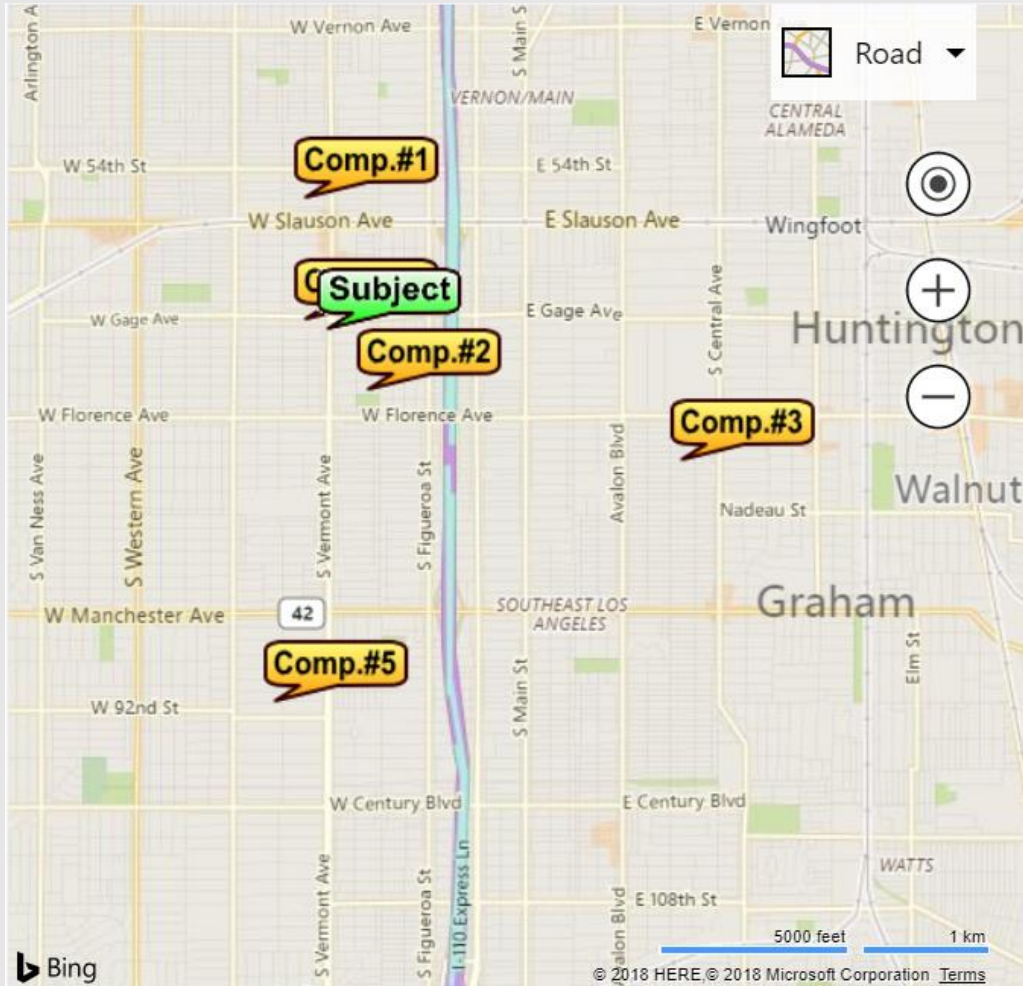 W Vernon Ave
E Vernon
Road
Arlington A
S Main S
VERNON/MAIN
CENTRAL
ALAMEDA
Comp.#1
W 54th St
E 54th St
W Slauson Ave
E Slauson Ave
Wingfoot
C
Subject
W Gage Ave
E Gage Ave
S Central Ave
Huntington
Comp.#2
W Florence Ave
W Florence Ave
Comp.#3
S Van Ness Ave
S Western Ave
S Vermont Ave
S Figueroa St
Avalon Blvd
Walnut
Nadeau St
42
W Manchester Ave
SOUTHEAST LOS
ANGELES
Graham
Comp.#5
S Main St
Elm St
W 92nd St
W Century Blvd
E Century Blvd
WATTS
S Vermont Ave
S Figueroa St
I-110 Express Ln
E 108th St
valon Blvd
5000 feet
1 km
Bing
© 2018 HERE,© 2018 Microsoft Corporation Terms